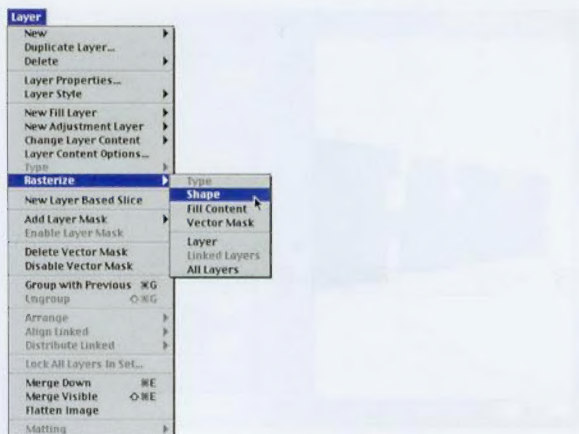 Layer
New
Duplicate Layer...
Delete
Layer Properties...
Layer Style
New Fill Layer
New Adjustment Layer
Change Layer Content
Layer Content Options...
Type
Rasterize
New Layer Based Slice
Add Layer Mask
Enable Layer Mask
Delete Vector Mask
Disable Vector Mask
Group with Previous ⌘G
Ungroup ⇧⌘G
Arrange
Align Linked
Distribute Linked
Lock All Layers In Set...
Merge Down ⌘E
Merge Visible ⇧⌘E
Flatten Image
Matting
Type
Shape
Fill Content
Vector Mask
Layer
Linked Layers
All Layers